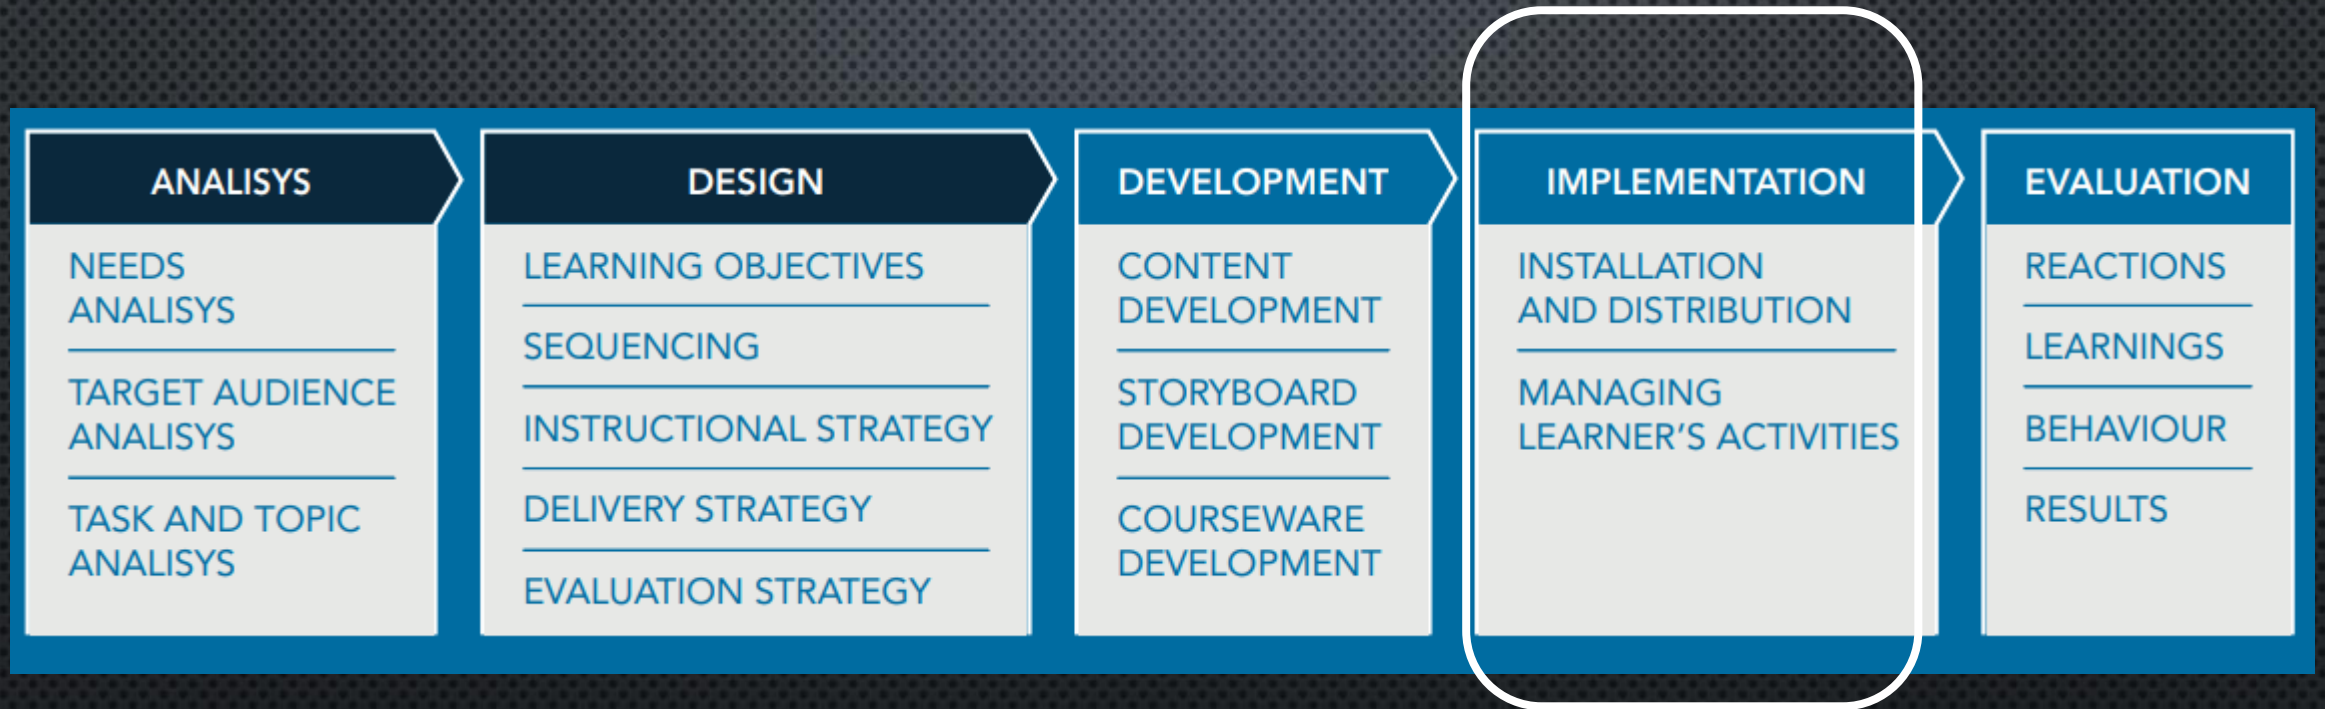 ANALISYS
NEEDS
ANALISYS
TARGET AUDIENCE
ANALISYS
TASK AND TOPIC
ANALISYS
DESIGN
LEARNING OBJECTIVES
SEQUENCING
INSTRUCTIONAL STRATEGY
DELIVERY STRATEGY
EVALUATION STRATEGY
DEVELOPMENT
CONTENT
DEVELOPMENT
STORYBOARD
DEVELOPMENT
COURSEWARE
DEVELOPMENT
IMPLEMENTATION
INSTALLATION
AND DISTRIBUTION
MANAGING
LEARNER'S ACTIVITIES
EVALUATION
REACTIONS
LEARNINGS
BEHAVIOUR
RESULTS